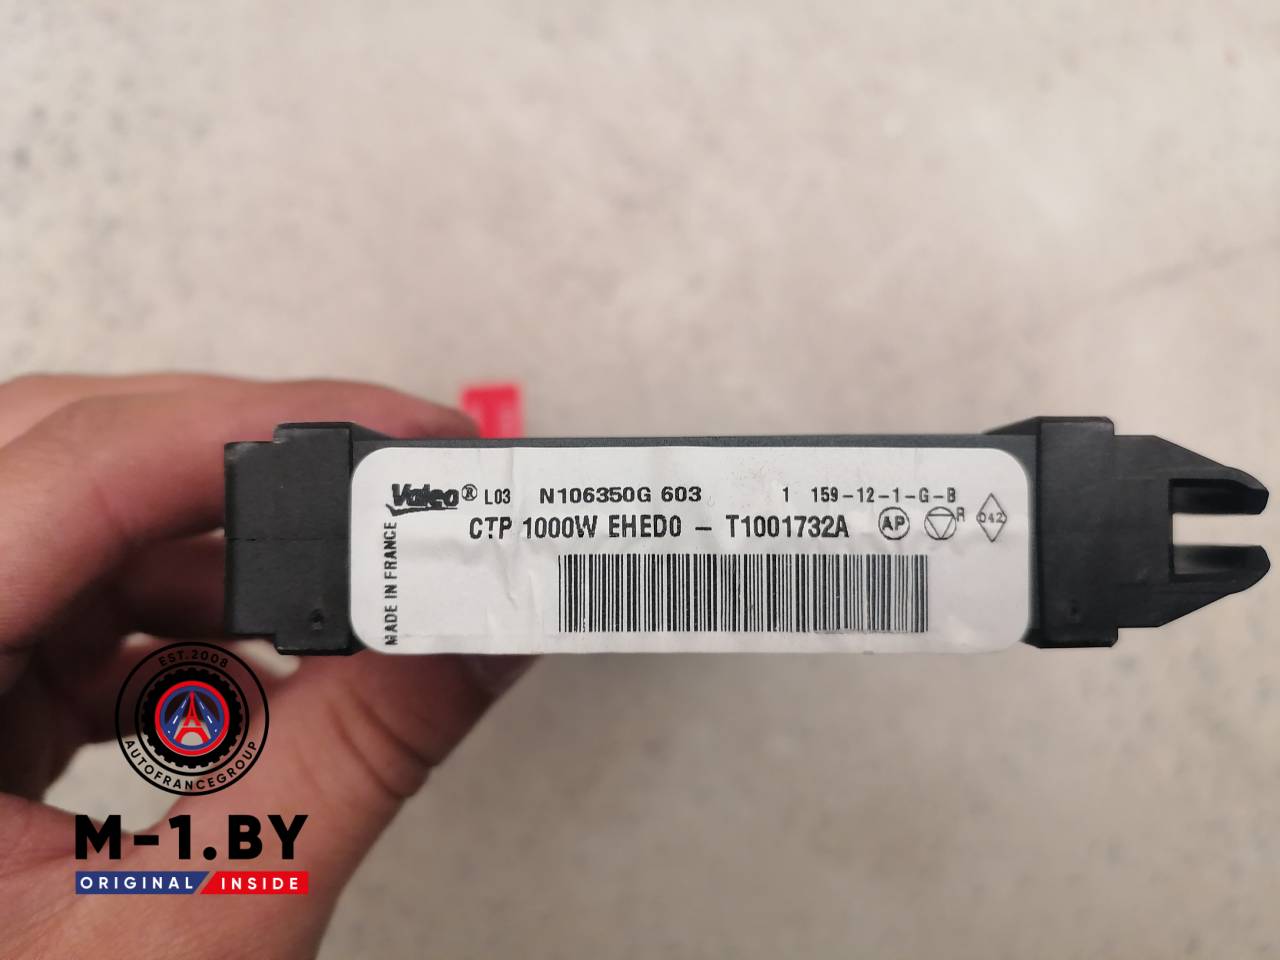 Valeo® L03 N106350G 603 1 159-12-1-G-B
CTP 1000W EHED0 - T1001732A AP R 042
MADE IN FRANCE
EST.2008
AUTOFRANCEGROUP
M-1.BY
ORIGINAL / INSIDE